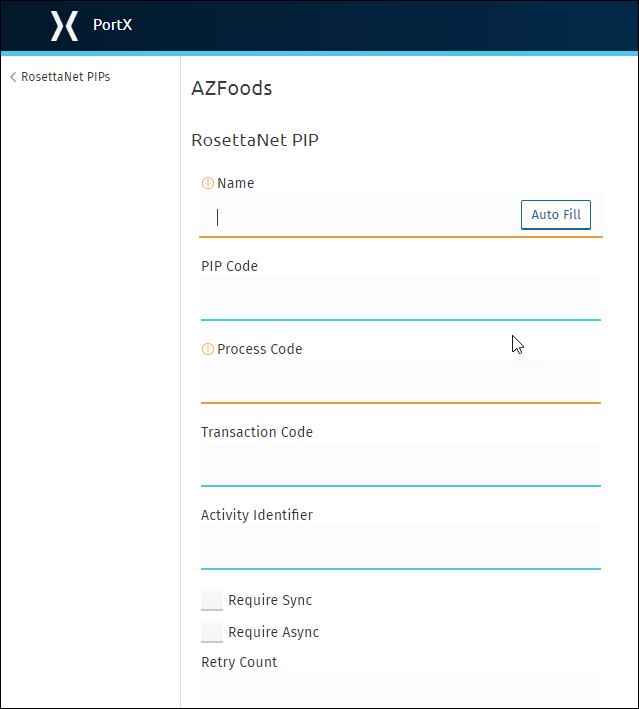 PortX
RosettaNet PIPs
AZFoods
RosettaNet PIP
Name
Auto Fill
PIP Code
Process Code
Transaction Code
Activity Identifier
Require Sync
Require Async
Retry Count